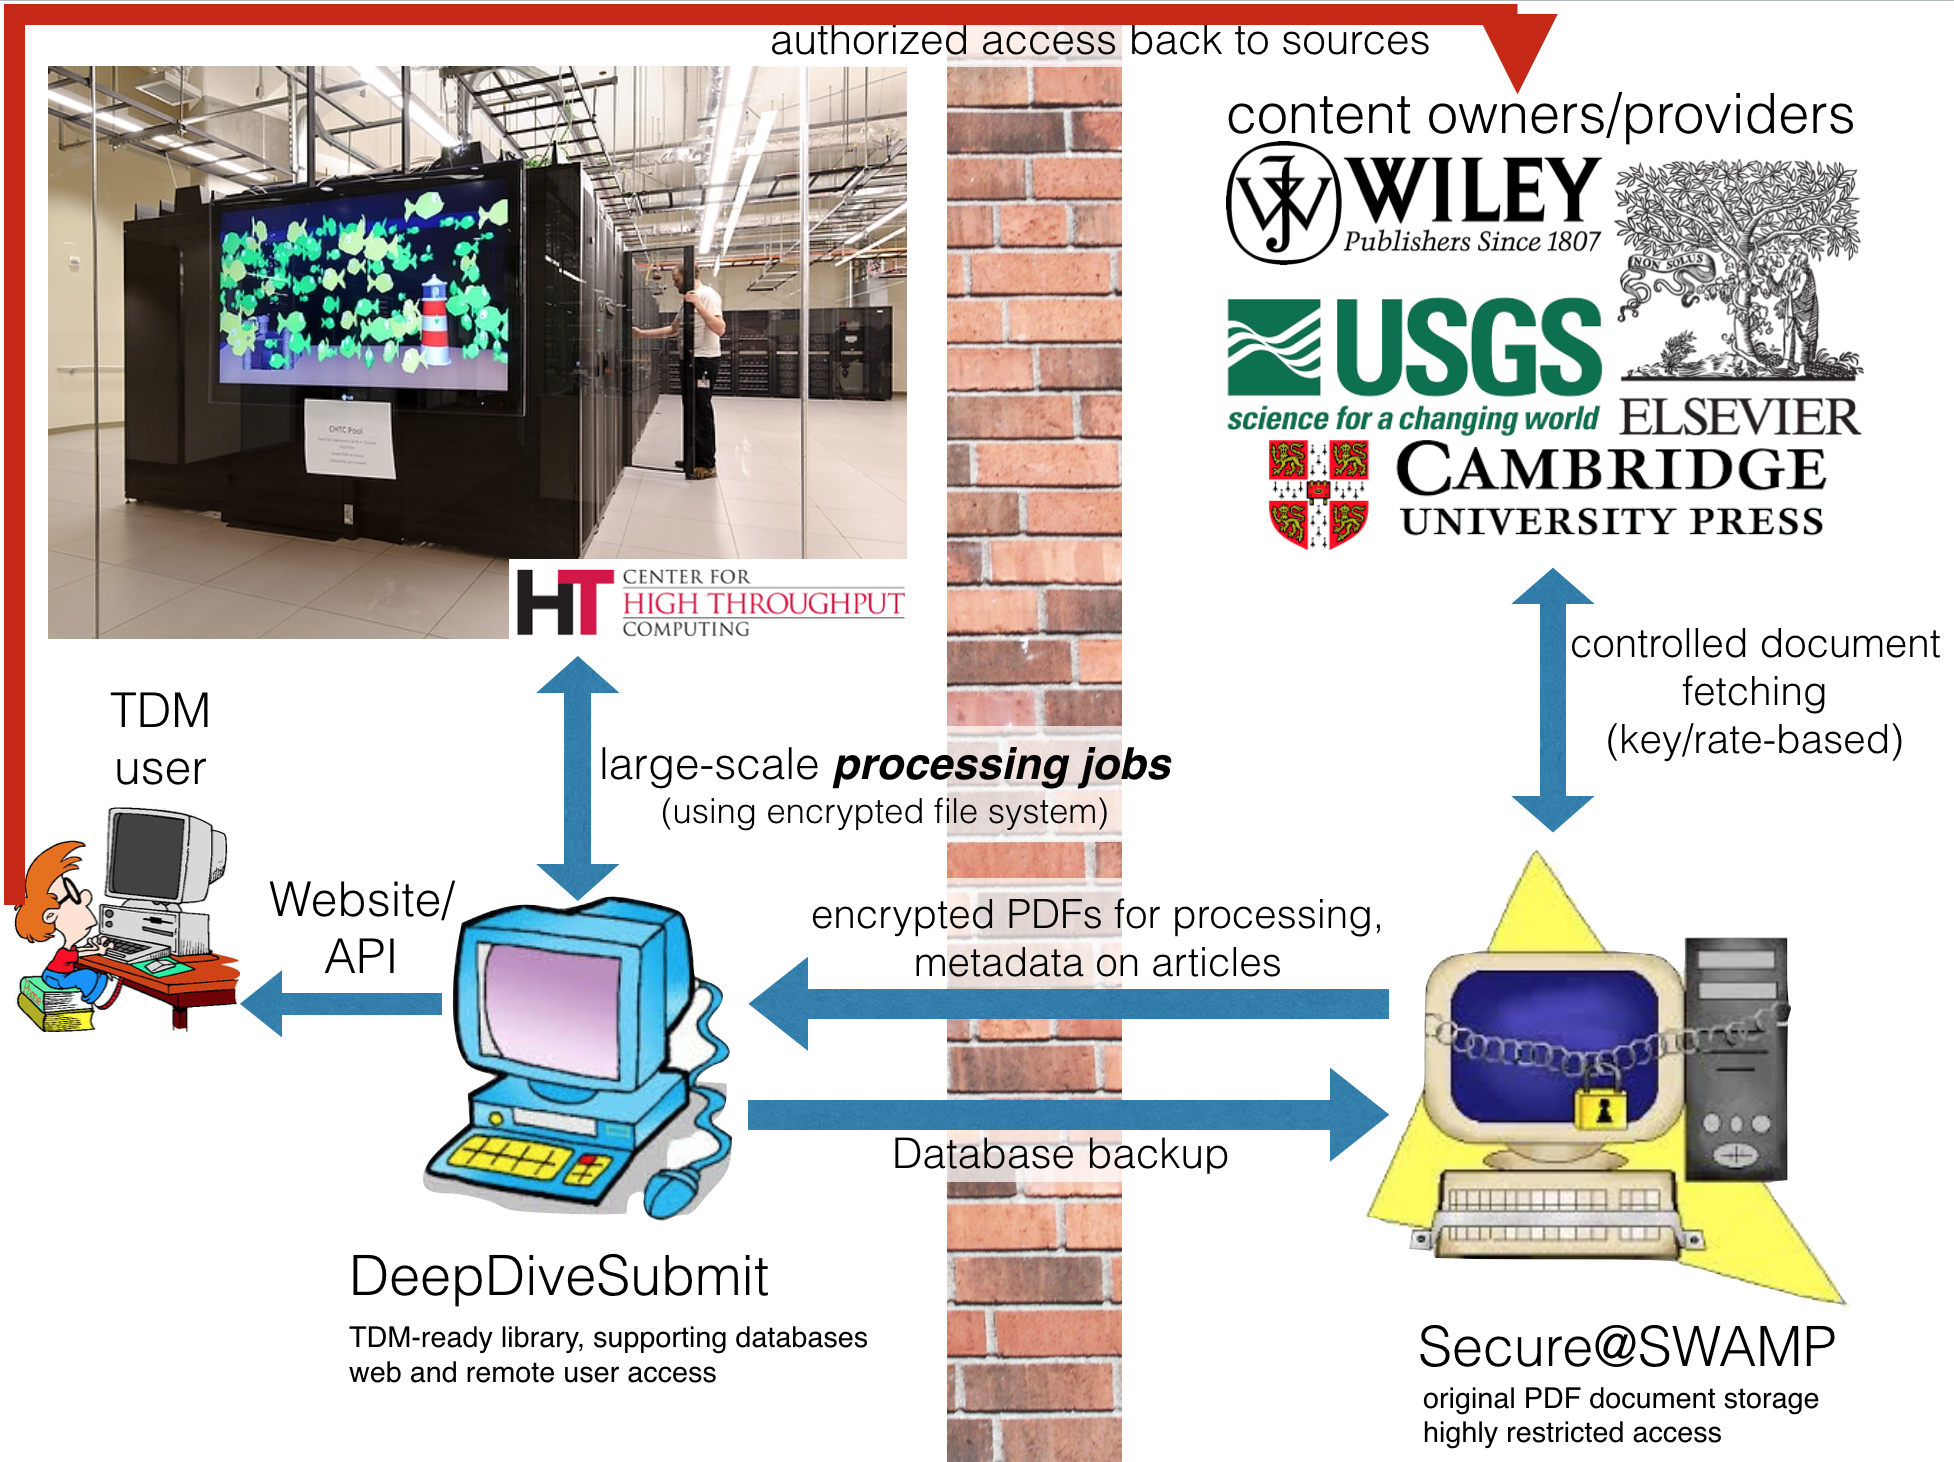 authorized access back to sources
content owners/providers
WILEY
Publishers Since 1807
NON SOLUS
USGS
science for a changing world
ELSEVIER
CAMBRIDGE
UNIVERSITY PRESS
CHTC Pool
HT
CENTER FOR
HIGH THROUGHPUT
COMPUTING
controlled document
fetching
(key/rate-based)
TDM
user
large-scale processing jobs
(using encrypted file system)
Website/
API
encrypted PDFs for processing,
metadata on articles
Database backup
DeepDiveSubmit
TDM-ready library, supporting databases
web and remote user access
Secure@SWAMP
original PDF document storage
highly restricted access